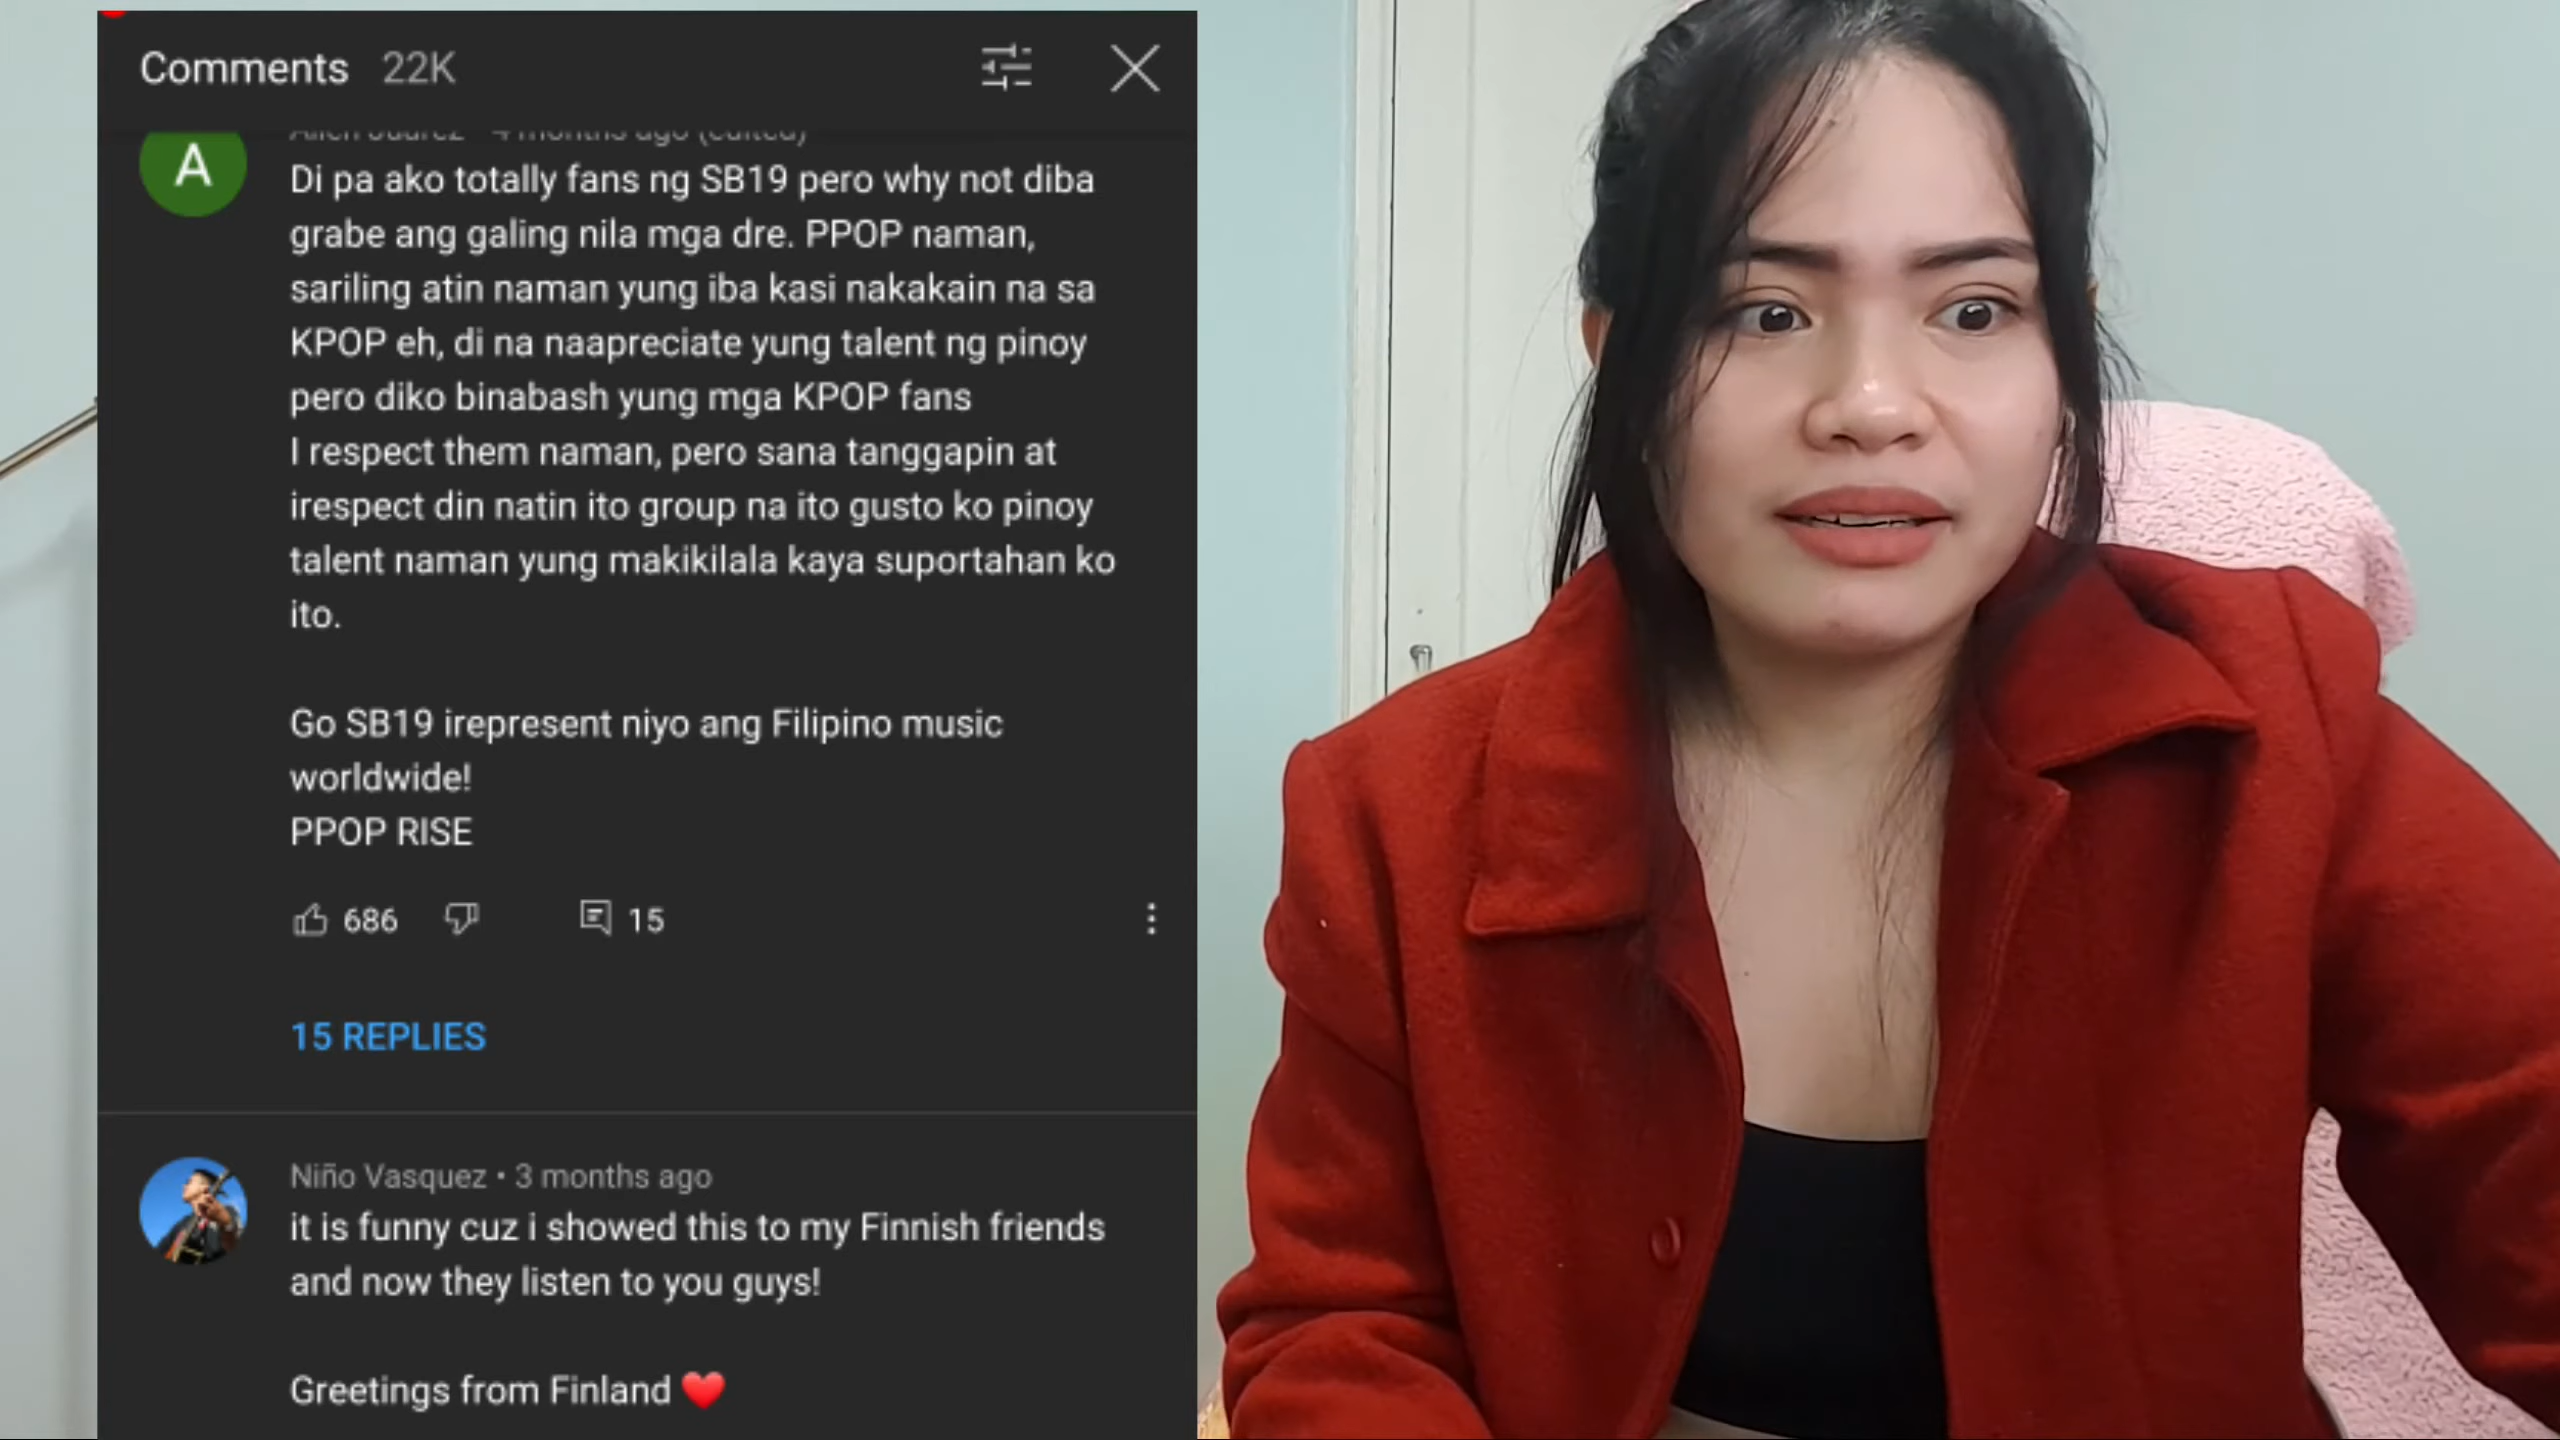 Comments 22K
4 months ago (edited)
A
Di pa ako totally fans ng SB19 pero why not diba
grabe ang galing nila mga dre. PPOP naman,
sariling atin naman yung iba kasi nakakain na sa
KPOP eh, di na naapreciate yung talent ng pinoy
pero diko binabash yung mga KPOP fans
I respect them naman, pero sana tanggapin at
irespect din natin ito group na ito gusto ko pinoy
talent naman yung makikilala kaya suportahan ko
ito.
Go SB19 irepresent niyo ang Filipino music
worldwide!
PPOP RISE
686 15
15 REPLIES
Niño Vasquez • 3 months ago
it is funny cuz i showed this to my Finnish friends
and now they listen to you guys!
Greetings from Finland ❤️